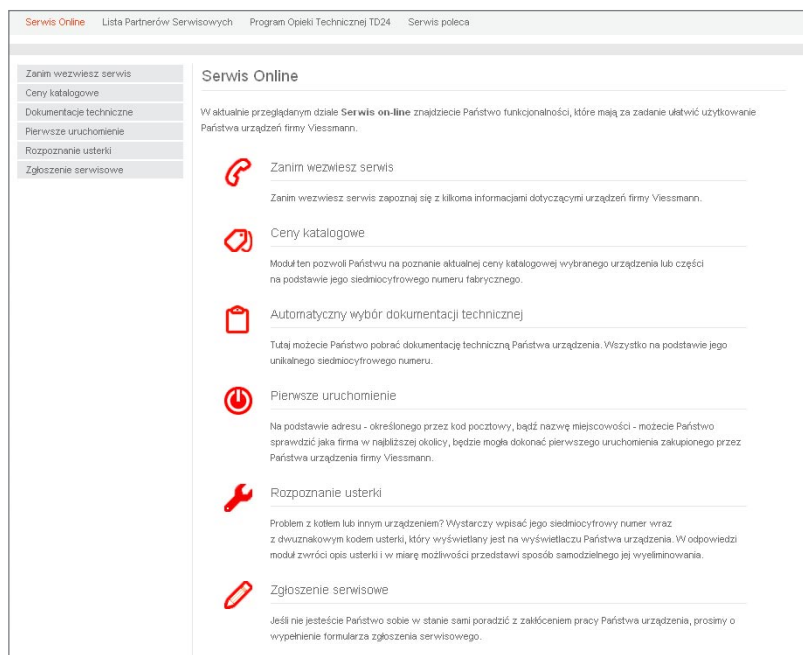 Serwis Online Lista Partnerów Serwisowych Program Opieki Technicznej TD24 Serwis poleca
Zanim wezwiesz serwis
Ceny katalogowe
Dokumentacje techniczne
Pierwsze uruchomienie
Rozpoznanie usterki
Zgłoszenie serwisowe
Serwis Online
W aktualnie przeglądanym dziale Serwis on-line znajdziecie Państwo funkcjonalności, które mają za zadanie ułatwić użytkowanie
Państwa urządzeń firmy Viessmann.
Zanim wezwiesz serwis
Zanim wezwiesz serwis zapoznaj się z kilkoma informacjami dotyczącymi urządzeń firmy Viessmann.
Ceny katalogowe
Moduł ten pozwoli Państwu na poznanie aktualnej ceny katalogowej wybranego urządzenia lub części
na podstawie jego siedmiocyfrowego numeru fabrycznego.
Automatyczny wybór dokumentacji technicznej
Tutaj możecie Państwo pobrać dokumentację techniczną Państwa urządzenia. Wszystko na podstawie jego
unikalnego siedmiocyfrowego numeru.
Pierwsze uruchomienie
Na podstawie adresu - określonego przez kod pocztowy, bądź nazwę miejscowości - możecie Państwo
sprawdzić jaka firma w najbliższej okolicy, będzie mogła dokonać pierwszego uruchomienia zakupionego przez
Państwa urządzenia firmy Viessmann.
Rozpoznanie usterki
Problem z kotłem lub innym urządzeniem? Wystarczy wpisać jego siedmiocyfrowy numer wraz
z dwuznakowym kodem usterki, który wyświetlany jest na wyświetlaczu Państwa urządzenia. W odpowiedzi
moduł zwróci opis usterki i w miarę możliwości przedstawi sposób samodzielnego jej wyeliminowania.
Zgłoszenie serwisowe
Jeśli nie jesteście Państwo sobie w stanie sami poradzić z zakłóceniem pracy Państwa urządzenia, prosimy o
wypełnienie formularza zgłoszenia serwisowego.